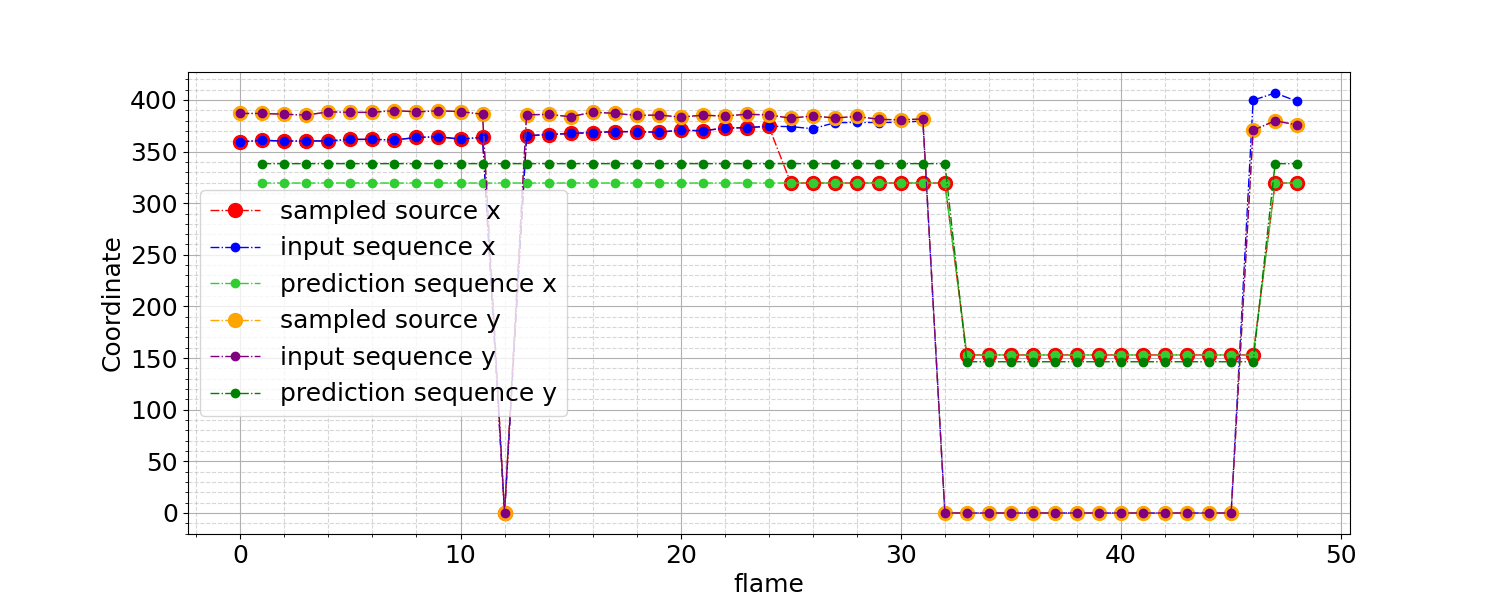 400
350
300
250
200
150
100
50
0
Coordinate
sampled source x
input sequence x
prediction sequence x
sampled source y
input sequence y
prediction sequence y
0 10 20 30 40 50
flame